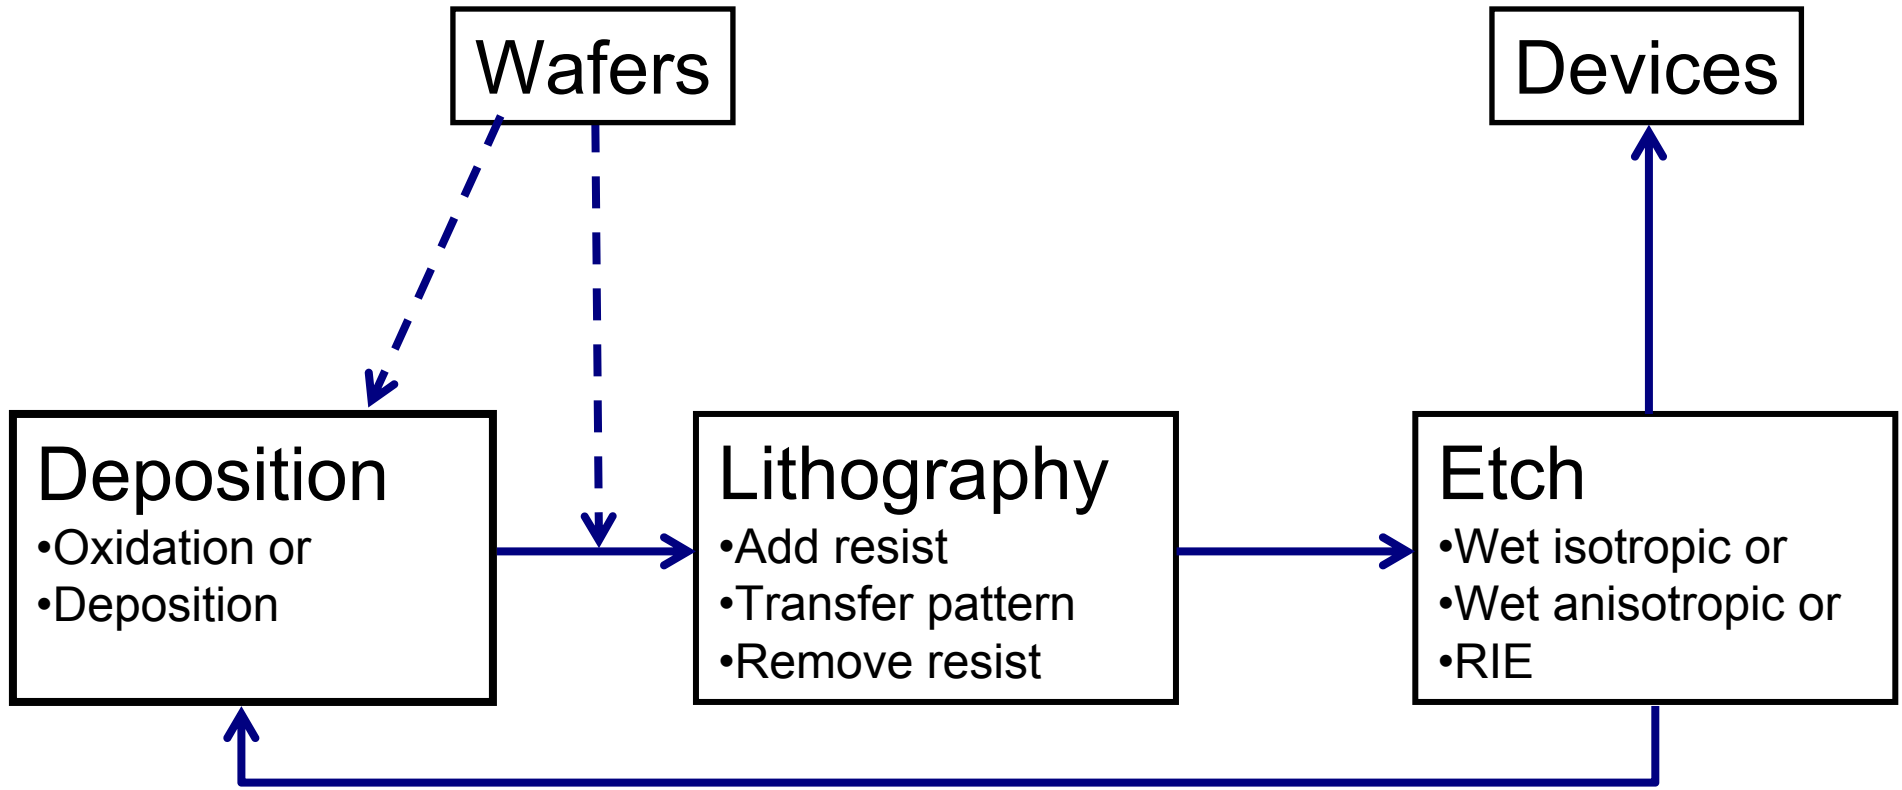 Wafers
Devices
Deposition
•Oxidation or
•Deposition
Lithography
•Add resist
•Transfer pattern
•Remove resist
Etch
•Wet isotropic or
•Wet anisotropic or
•RIE